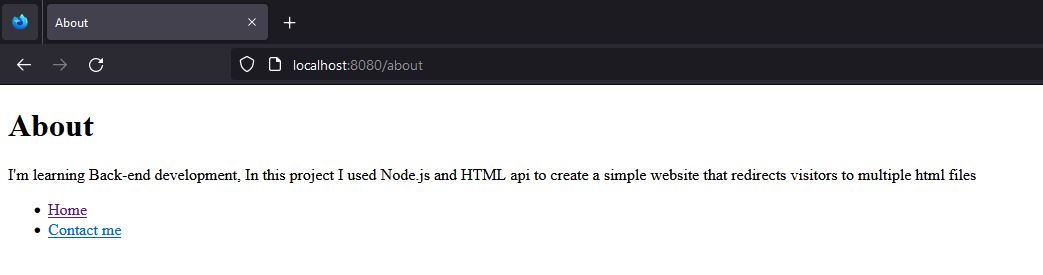 About
localhost:8080/about
About
I'm learning Back-end development, In this project I used Node.js and HTML api to create a simple website that redirects visitors to multiple html files
Home
Contact me